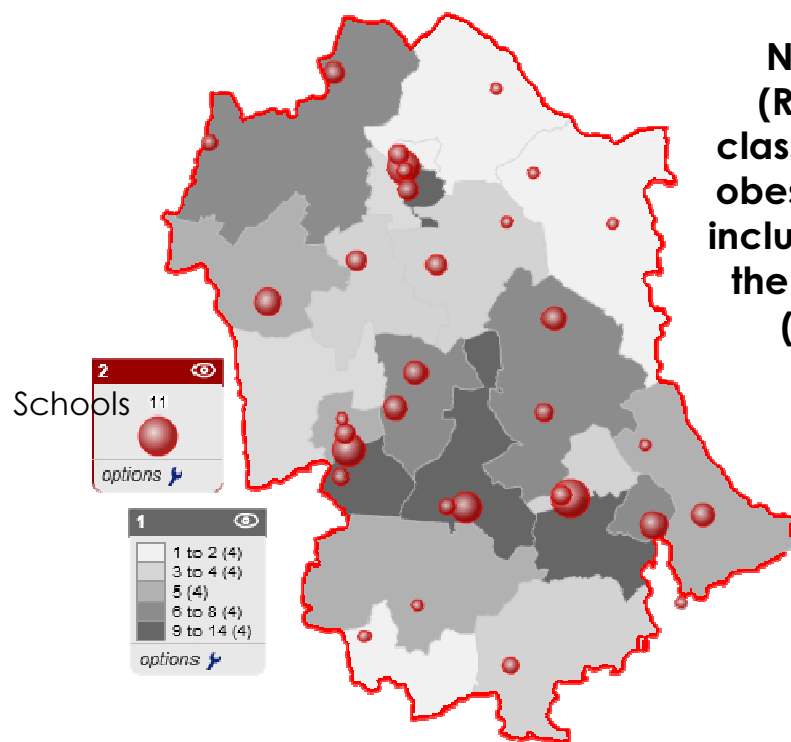 N
(R
clas
obes
inclu
the
(
2
Schools 11
options
1
1 to 2 (4)
3 to 4 (4)
5 (4)
6 to 8 (4)
9 to 14 (4)
options